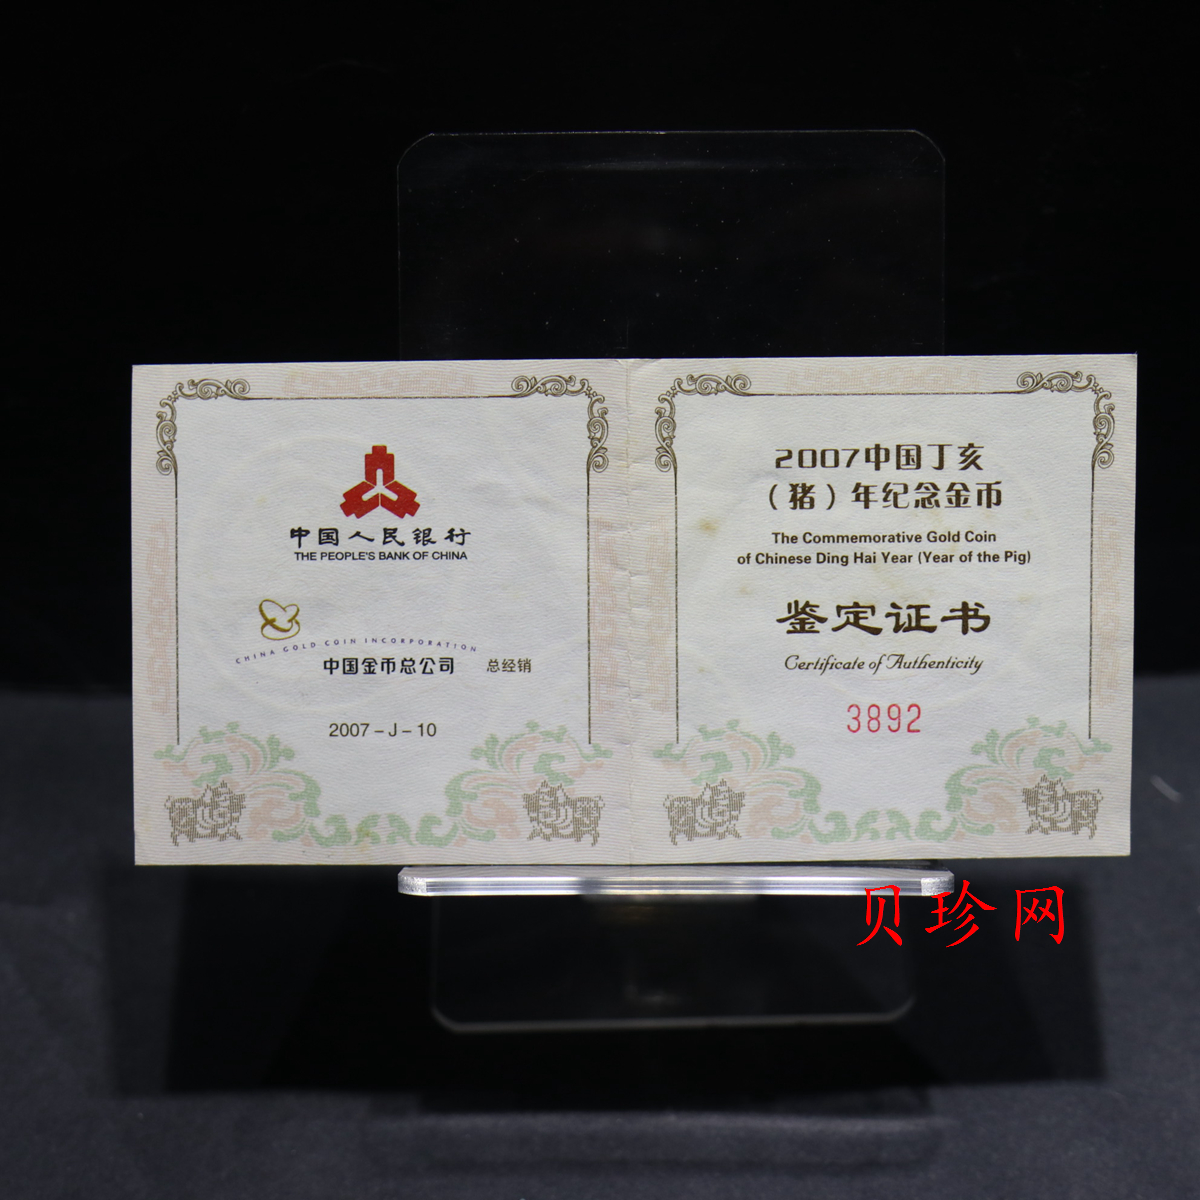 中国人民银行
THE PEOPLE'S BANK OF CHINA
CHINA GOLD COIN INCORPORATION
中国金币总公司 总经销
2007-J-10
2007中国丁亥
（猪）年纪念金币
The Commemorative Gold Coin
of Chinese Ding Hai Year (Year of the Pig)
鉴定证书
Certificate of Authenticity
3892
贝珍网